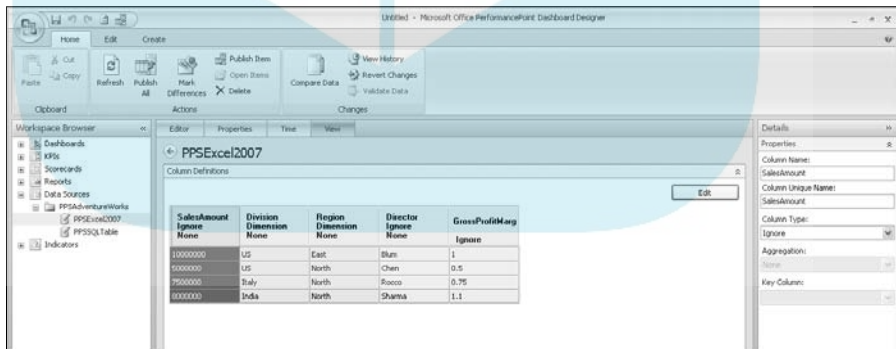 Untitled - Microsoft Office PerformancePoint Dashboard Designer
Home Edit Create
Paste
Cut
Copy
Clipboard
Refresh
Publish All
Mark Differences
Publish Item
Open Items
Delete
Actions
Compare Data
View History
Revert Changes
Validate Data
Changes
Workspace Browser
Dashboards
KPIs
Scorecards
Reports
Data Sources
PPSAdventureWorks
PPSExcel2007
PPSSQLTable
Indicators
Editor Properties Time View
PPSExcel2007
Column Definitions
Edit
SalesAmount Ignore None
Division Dimension None
Region Dimension None
Director Ignore None
GrossProfitMarg Ignore
10000000 US East Blum 1
5000000 US North Chen 0.5
7500000 Italy North Rocco 0.75
8000000 India North Sharma 1.1
Details
Properties
Column Name:
SalesAmount
Column Unique Name:
SalesAmount
Column Type:
Ignore
Aggregation:
None
Key Column: